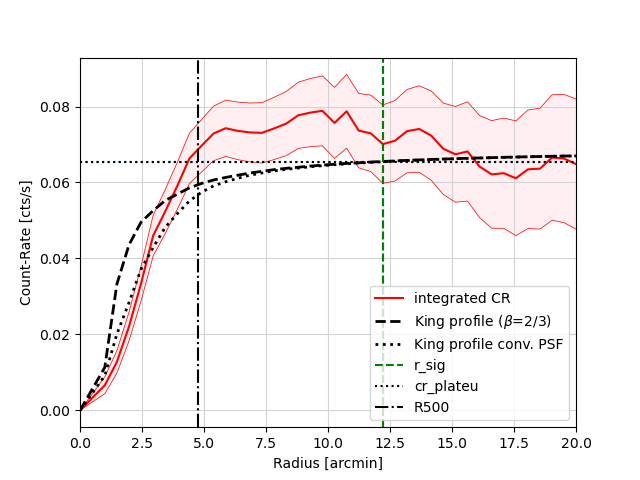 Count-Rate [cts/s]
0.08
0.06
0.04
0.02
0.00
integrated CR
King profile (β=2/3)
King profile conv. PSF
r_sig
cr_plateu
R500
0.0 2.5 5.0 7.5 10.0 12.5 15.0 17.5 20.0
Radius [arcmin]